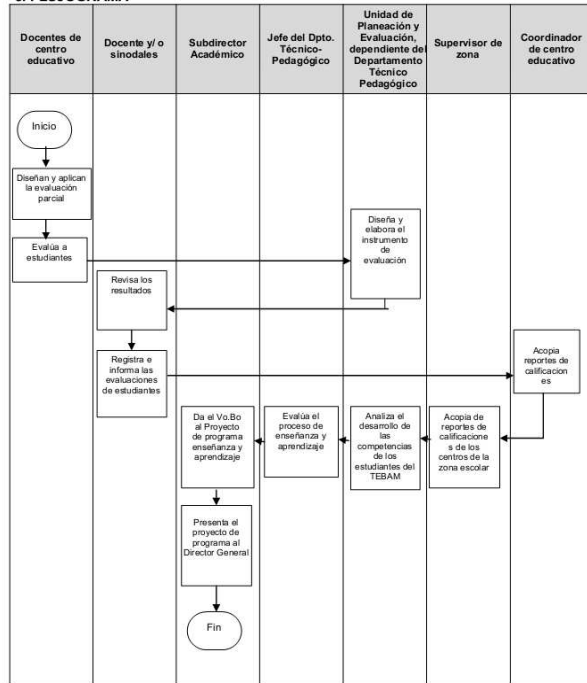 Docentes de
centro
educativo
Docente y/ o
sinodales
Subdirector
Académico
Jefe del Dpto.
Técnico-
Pedagógico
Unidad de
Planeación y
Evaluación,
dependiente del
Departamento
Técnico
Pedagógico
Supervisor de
zona
Coordinador
de centro
educativo
Inicio
Diseñan y aplican
la evaluación
parcial
Evalúa a
estudiantes
Diseña y
elabora el
instrumento
de
evaluación
Revisa los
resultados
Registra e
informa las
evaluaciones
de estudiantes
Acopia
reportes de
calificacion
es
Acopia de
reportes de
calificacione
s de los
centros de la
zona escolar
Analiza el
desarrollo de
las
competencias
de los
estudiantes del
TEBAM
Evalúa el
proceso de
enseñanza y
aprendizaje
Da el Vo.Bo
al Proyecto
de programa
enseñanza y
aprendizaje
Presenta el
proyecto de
programa al
Director General
Fin